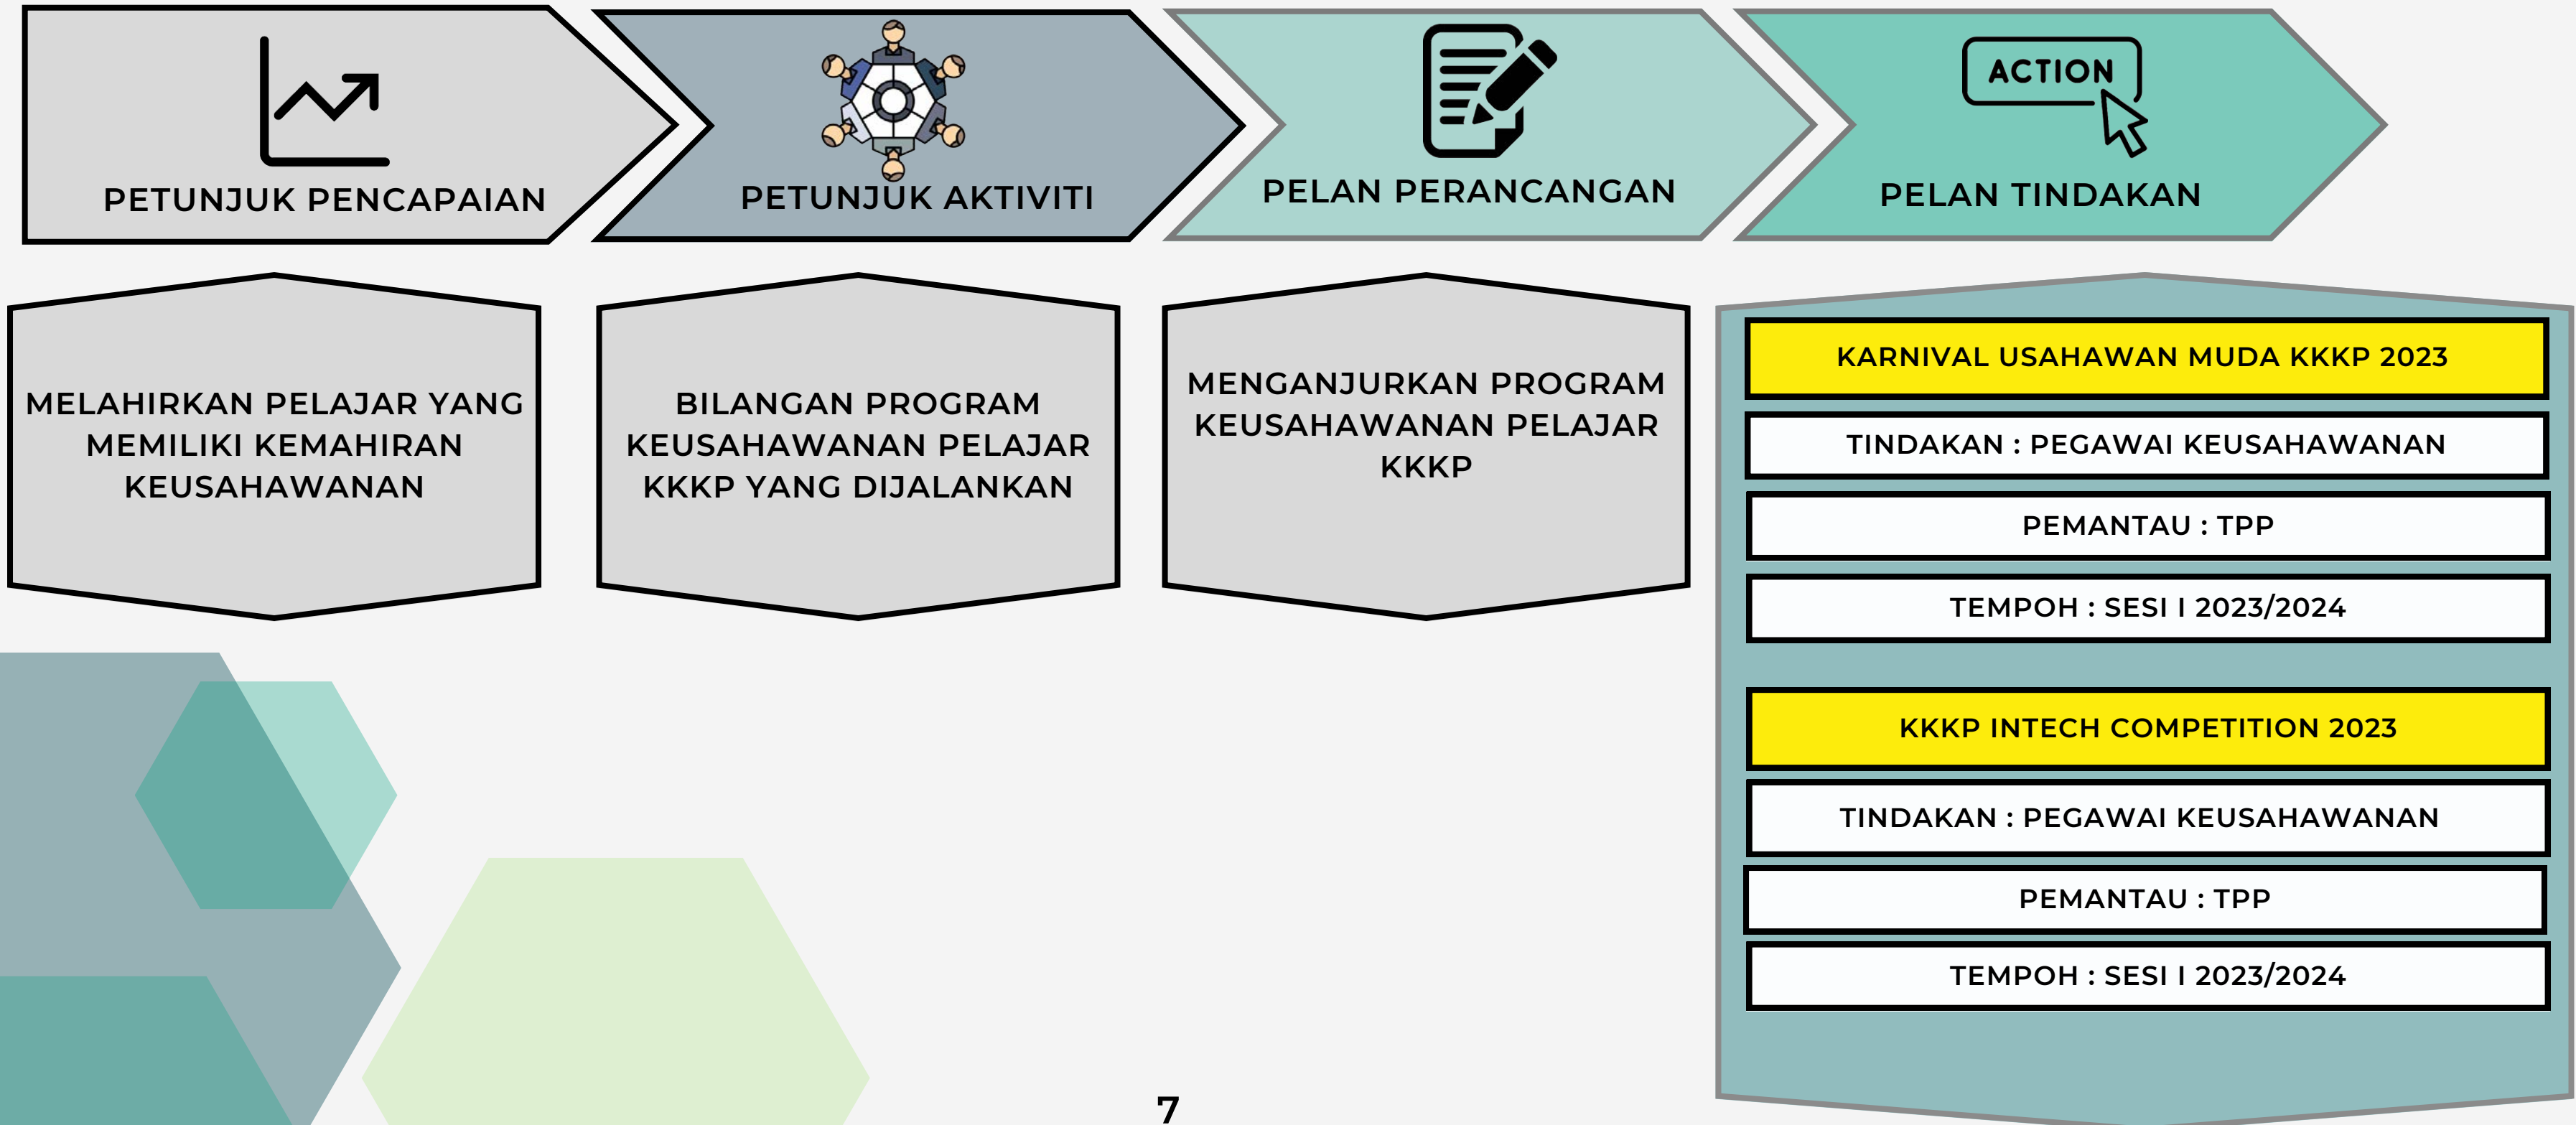 PETUNJUK PENCAPAIAN
PETUNJUK AKTIVITI
PELAN PERANCANGAN
ACTION
PELAN TINDAKAN
MELAHIRKAN PELAJAR YANG
MEMILIKI KEMAHIRAN
KEUSAHAWANAN
BILANGAN PROGRAM
KEUSAHAWANAN PELAJAR
KKKP YANG DIJALANKAN
MENGANJURKAN PROGRAM
KEUSAHAWANAN PELAJAR
KKKP
KARNIVAL USAHAWAN MUDA KKKP 2023
TINDAKAN : PEGAWAI KEUSAHAWANAN
PEMANTAU : TPP
TEMPOH : SESI I 2023/2024
KKKP INTECH COMPETITION 2023
TINDAKAN : PEGAWAI KEUSAHAWANAN
PEMANTAU : TPP
TEMPOH : SESI I 2023/2024
7